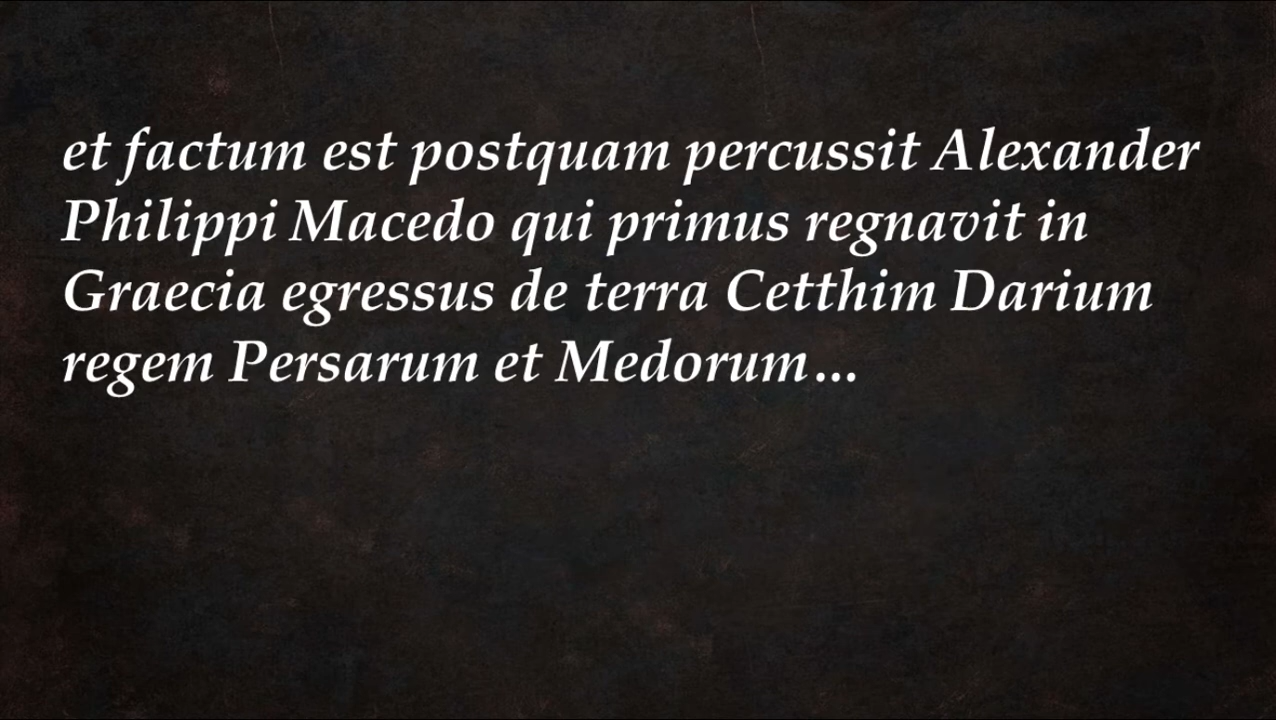 et factum est postquam percussit Alexander
Philippi Macedo qui primus regnavit in
Graecia egressus de terra Cetthim Darium
regem Persarum et Medorum...